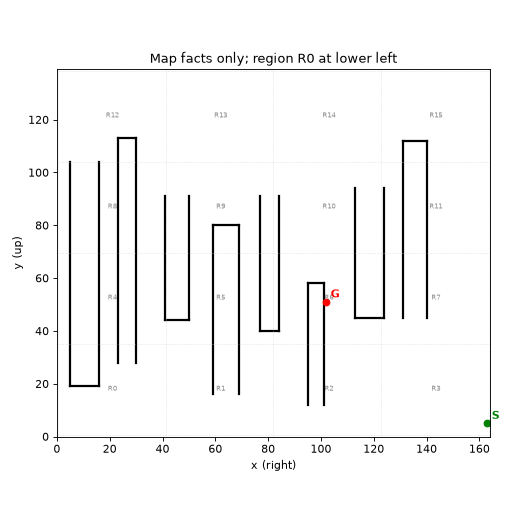 Map facts only; region R0 at lower left
R12 R13 R14 R15
R8 R9 R10 R11
R4 R5 R6 R7
R0 R1 R2 R3
G
S
0 20 40 60 80 100 120
0 20 40 60 80 100 120 140 160
x (right)
y (up)